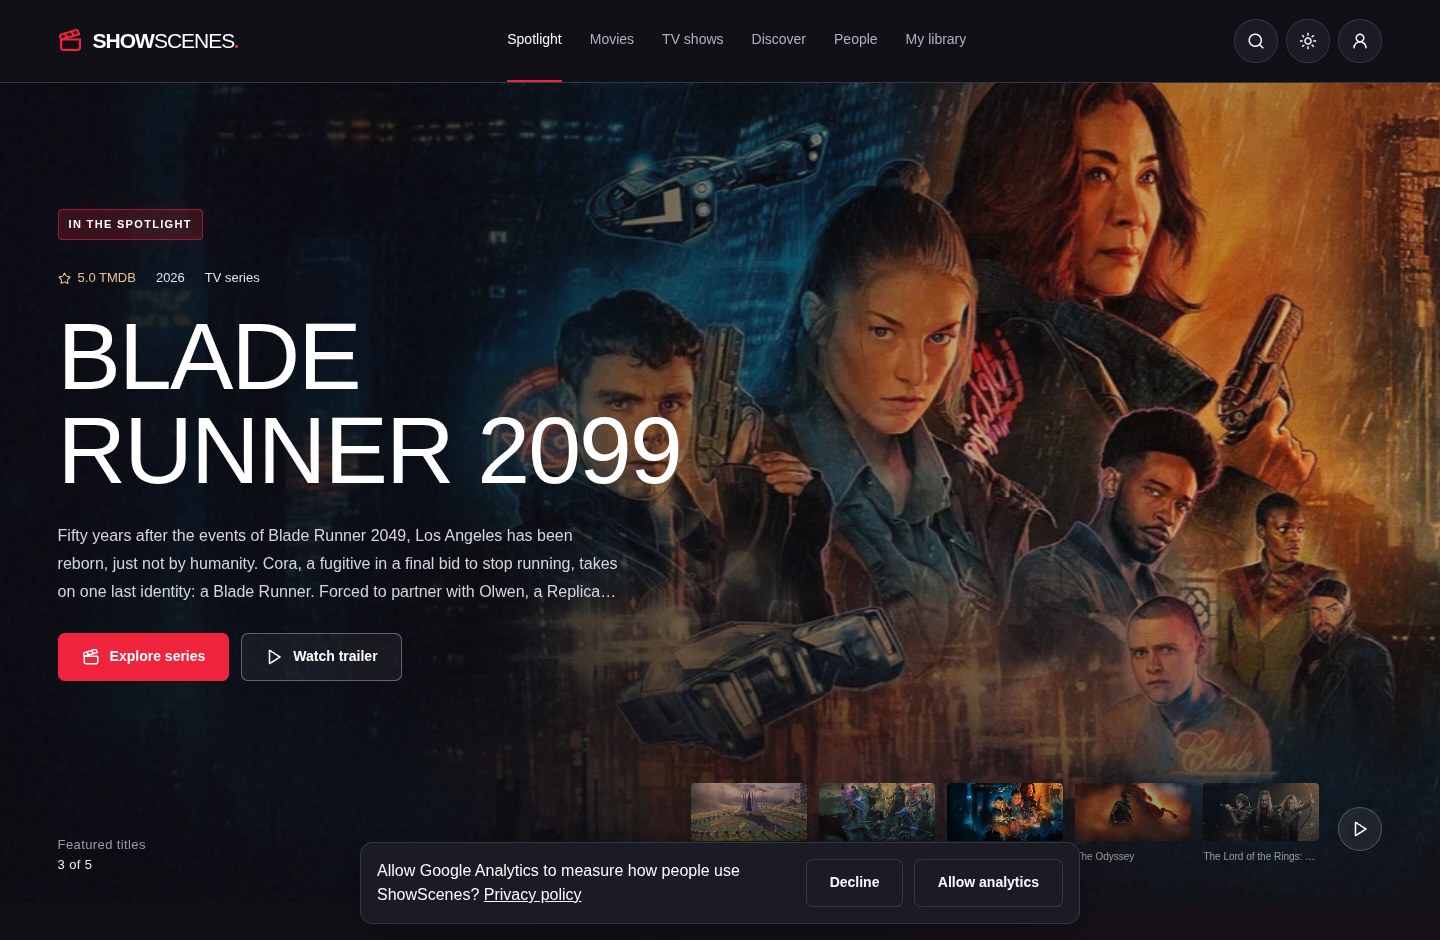 SHOWSCENES.
Spotlight
Movies
TV shows
Discover
People
My library
IN THE SPOTLIGHT
5.0 TMDB
2026
TV series
BLADE
RUNNER 2099
Fifty years after the events of Blade Runner 2049, Los Angeles has been
reborn, just not by humanity. Cora, a fugitive in a final bid to stop running, takes
on one last identity: a Blade Runner. Forced to partner with Olwen, a Replica…
Explore series
Watch trailer
Club
Featured titles
3 of 5
The Odyssey
The Lord of the Rings: …
Allow Google Analytics to measure how people use
ShowScenes? Privacy policy
Decline
Allow analytics